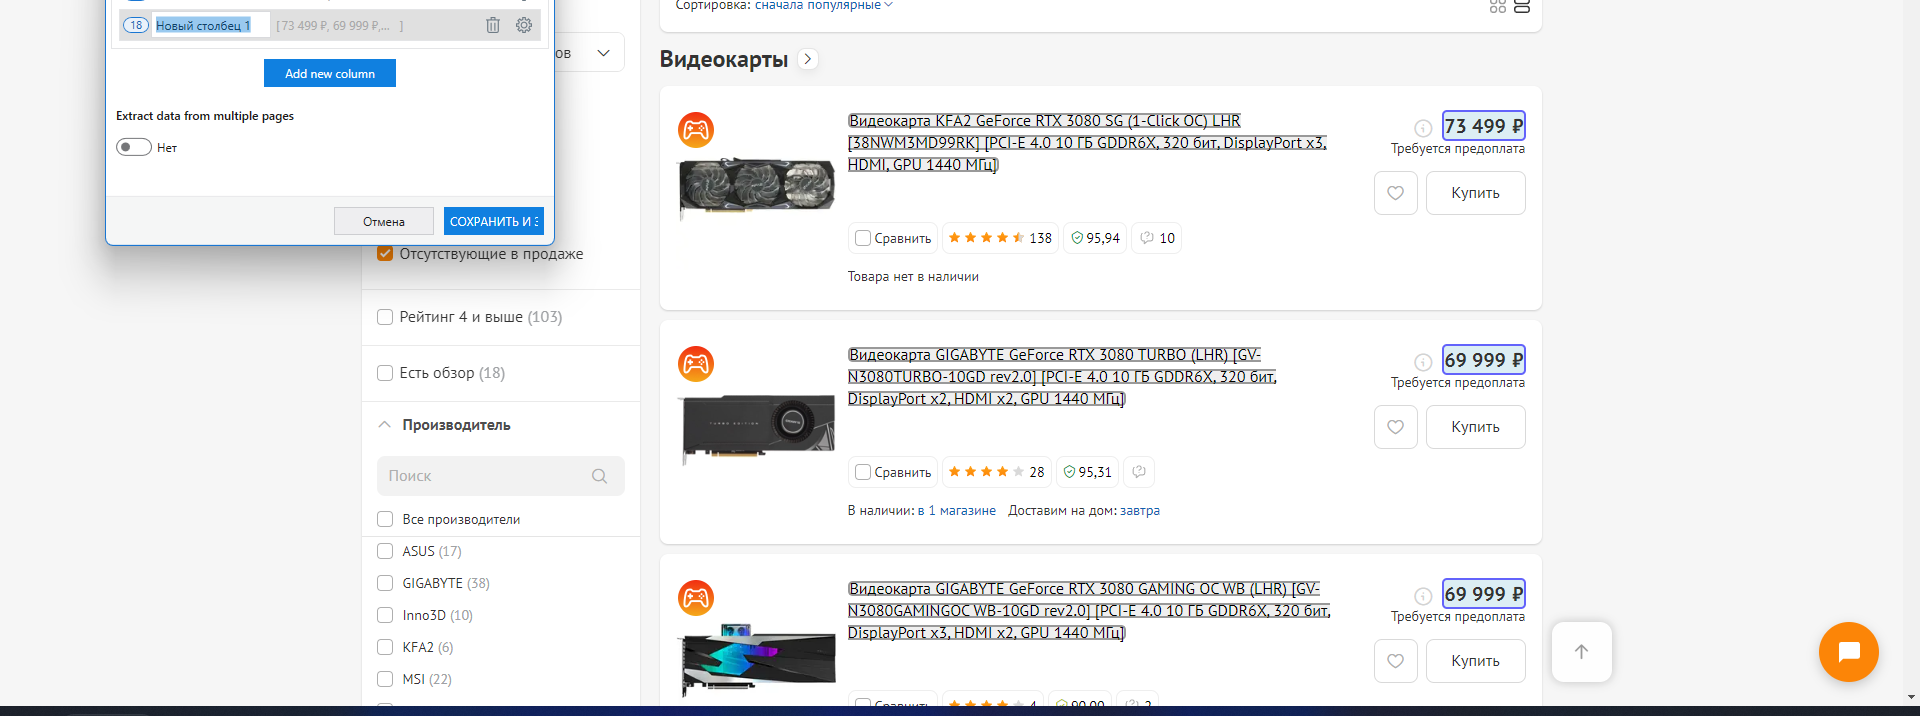 18 Новый столбец 1 [ 73 499 ₽, 69 999 ₽,... ]
Add new column
Extract data from multiple pages
Нет
Отмена
СОХРАНИТЬ И З
ов
Отсутствующие в продаже
Рейтинг 4 и выше (103)
Есть обзор (18)
Производитель
Поиск
Все производители
ASUS (17)
GIGABYTE (38)
Inno3D (10)
KFA2 (6)
MSI (22)
Сортировка: сначала популярные
Видеокарты
Видеокарта KFA2 GeForce RTX 3080 SG (1-Click OC) LHR
[38NWM3MD99RK] [PCI-E 4.0 10 ГБ GDDR6X, 320 бит, DisplayPort x3,
HDMI, GPU 1440 МГц]
73 499 ₽
Требуется предоплата
Купить
Сравнить
138
95,94
10
Товара нет в наличии
Видеокарта GIGABYTE GeForce RTX 3080 TURBO (LHR) [GV-
N3080TURBO-10GD rev2.0] [PCI-E 4.0 10 ГБ GDDR6X, 320 бит,
DisplayPort x2, HDMI x2, GPU 1440 МГц]
69 999 ₽
Требуется предоплата
Купить
Сравнить
28
95,31
В наличии: в 1 магазине Доставим на дом: завтра
Видеокарта GIGABYTE GeForce RTX 3080 GAMING OC WB (LHR) [GV-
N3080GAMINGOC WB-10GD rev2.0] [PCI-E 4.0 10 ГБ GDDR6X, 320 бит,
DisplayPort x3, HDMI x2, GPU 1440 МГц]
69 999 ₽
Требуется предоплата
Купить
Сравнить
4
90,00
2